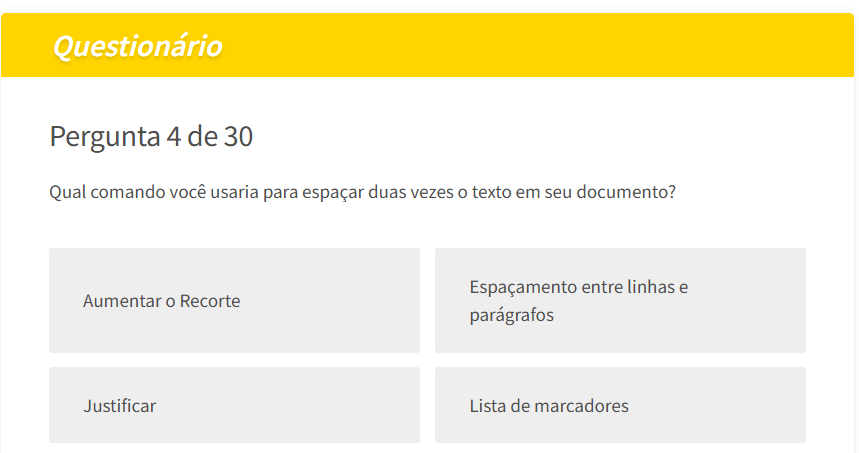 Questionário
Pergunta 4 de 30
Qual comando você usaria para espaçar duas vezes o texto em seu documento?
Aumentar o Recorte
Espaçamento entre linhas e
parágrafos
Justificar
Lista de marcadores